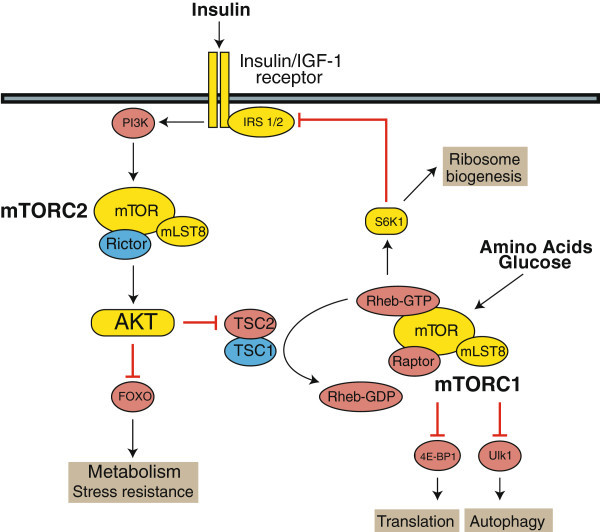 Insulin
Insulin/IGF-1
receptor
PI3K
IRS 1/2
Ribosome
biogenesis
mTORC2
mTOR
mLST8
Rictor
S6K1
Amino Acids
Glucose
Rheb-GTP
AKT
TSC2
TSC1
mTOR
mLST8
Raptor
mTORC1
FOXO
Rheb-GDP
4E-BP1
Ulk1
Metabolism
Stress resistance
Translation
Autophagy